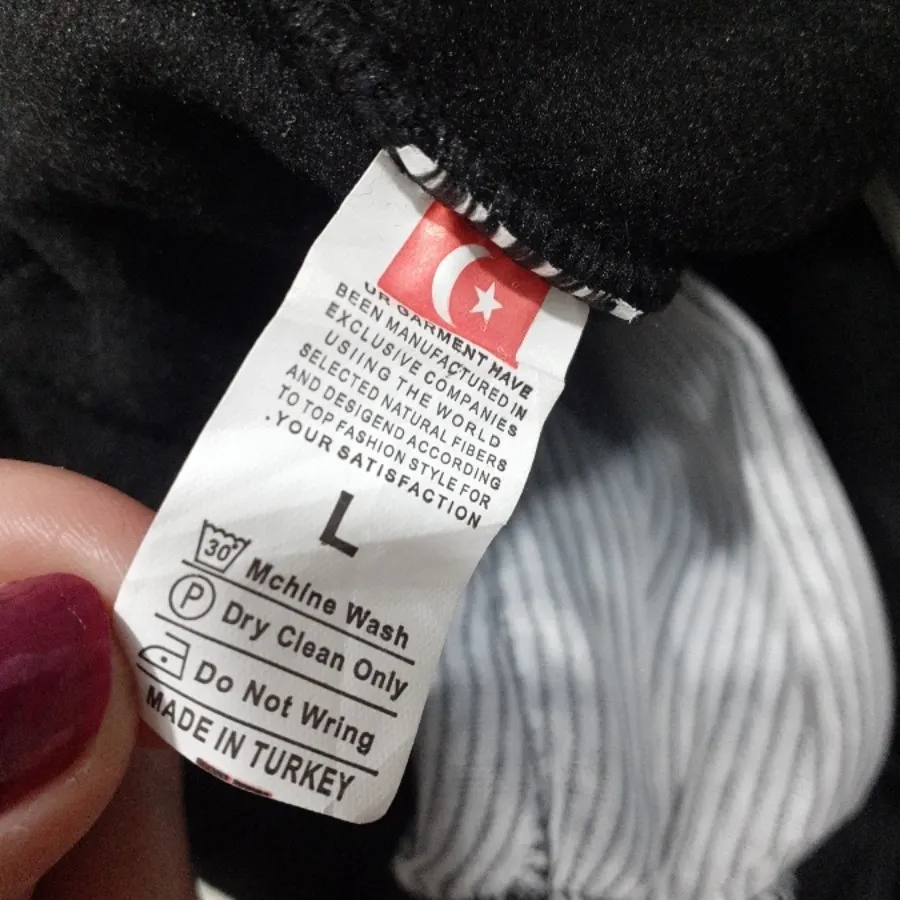 UR GARMENT HAVE
BEEN MANUFACTURED IN
EXCLUSIVE COMPANIES
USIING THE WORLD
SELECTED NATURAL FIBERS
AND DESIGEND ACCORDING
TO TOP FASHION STYLE FOR
.YOUR SATISFACTION
L
30° Mchine Wash
P Dry Clean Only
Do Not Wring
MADE IN TURKEY